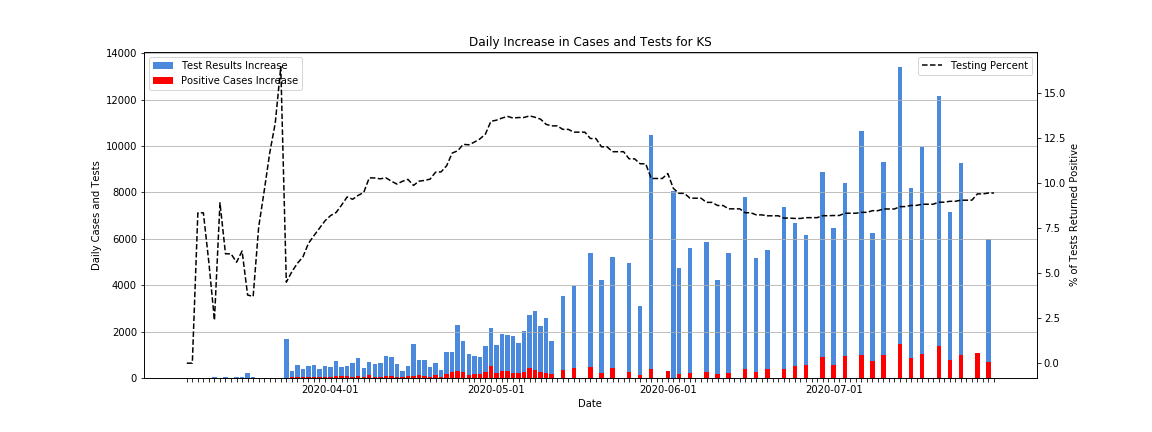 Daily Increase in Cases and Tests for KS
Test Results Increase
Positive Cases Increase
Testing Percent
14000
12000
10000
8000
6000
4000
2000
0
15.0
12.5
10.0
7.5
5.0
2.5
0.0
Daily Cases and Tests
% of Tests Returned Positive
2020-04-01
2020-05-01
2020-06-01
2020-07-01
Date